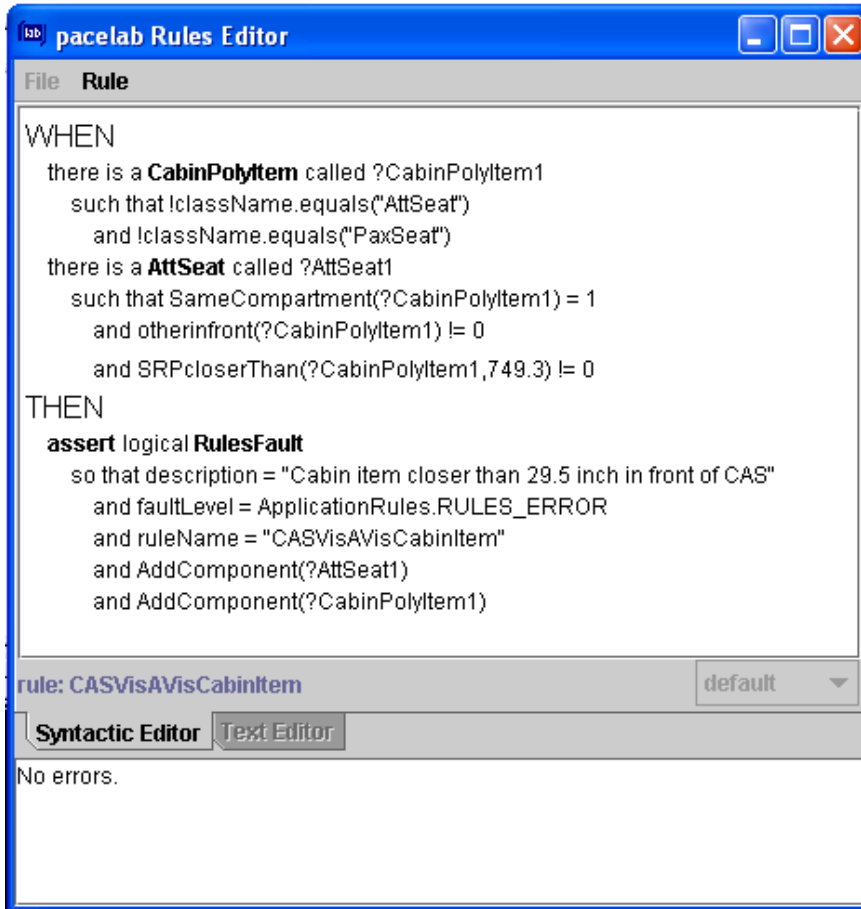 lab pacelab Rules Editor
File Rule
WHEN
there is a CabinPolyItem called ?CabinPolyItem1
such that !className.equals("AttSeat")
and !className.equals("PaxSeat")
there is a AttSeat called ?AttSeat1
such that SameCompartment(?CabinPolyItem1) = 1
and otherinfront(?CabinPolyItem1) != 0
and SRPcloserThan(?CabinPolyItem1,749.3) != 0
THEN
assert logical RulesFault
so that description = "Cabin item closer than 29.5 inch in front of CAS"
and faultLevel = ApplicationRules.RULES_ERROR
and ruleName = "CASVisAVisCabinItem"
and AddComponent(?AttSeat1)
and AddComponent(?CabinPolyItem1)
rule: CASVisAVisCabinItem default
Syntactic Editor Text Editor
No errors.